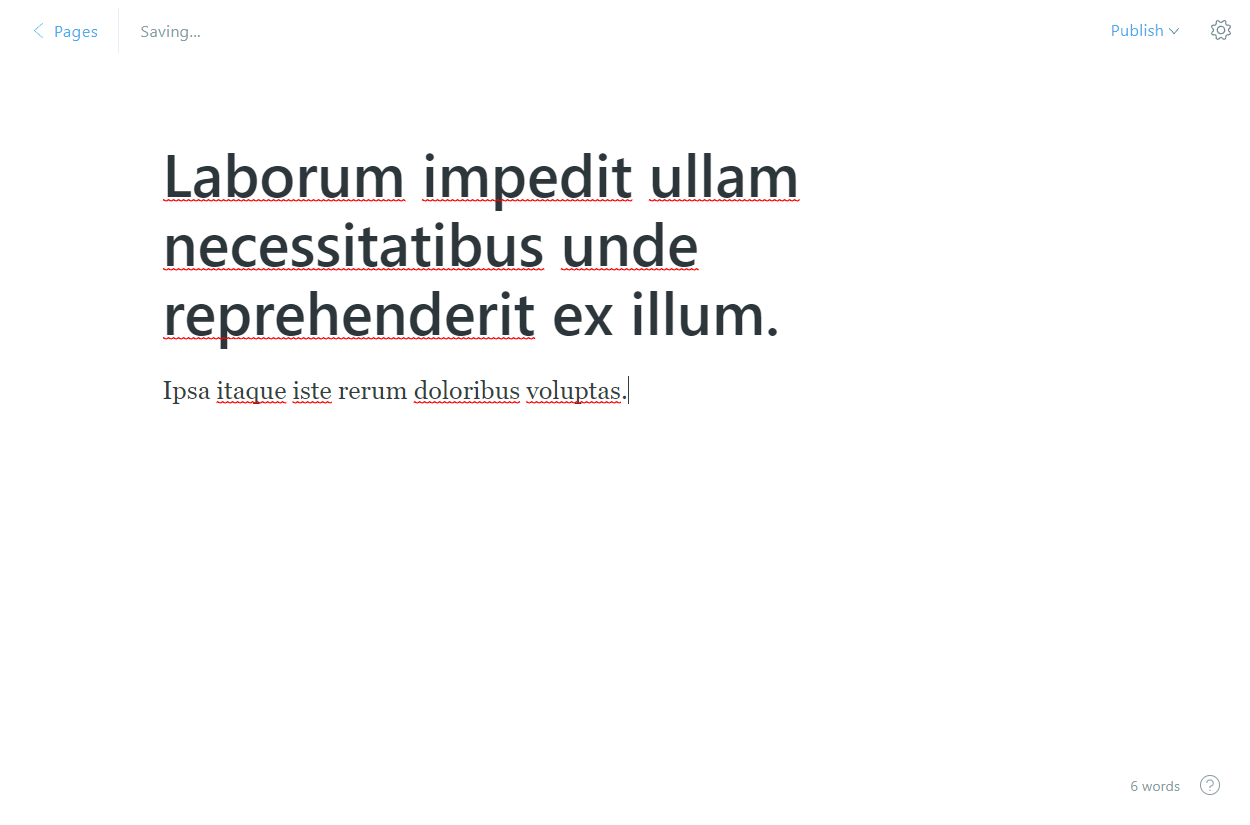 Pages
Saving...
Publish
Laborum impedit ullam
necessitatibus unde
reprehenderit ex illum.
Ipsa itaque iste rerum doloribus voluptas.
6 words
?